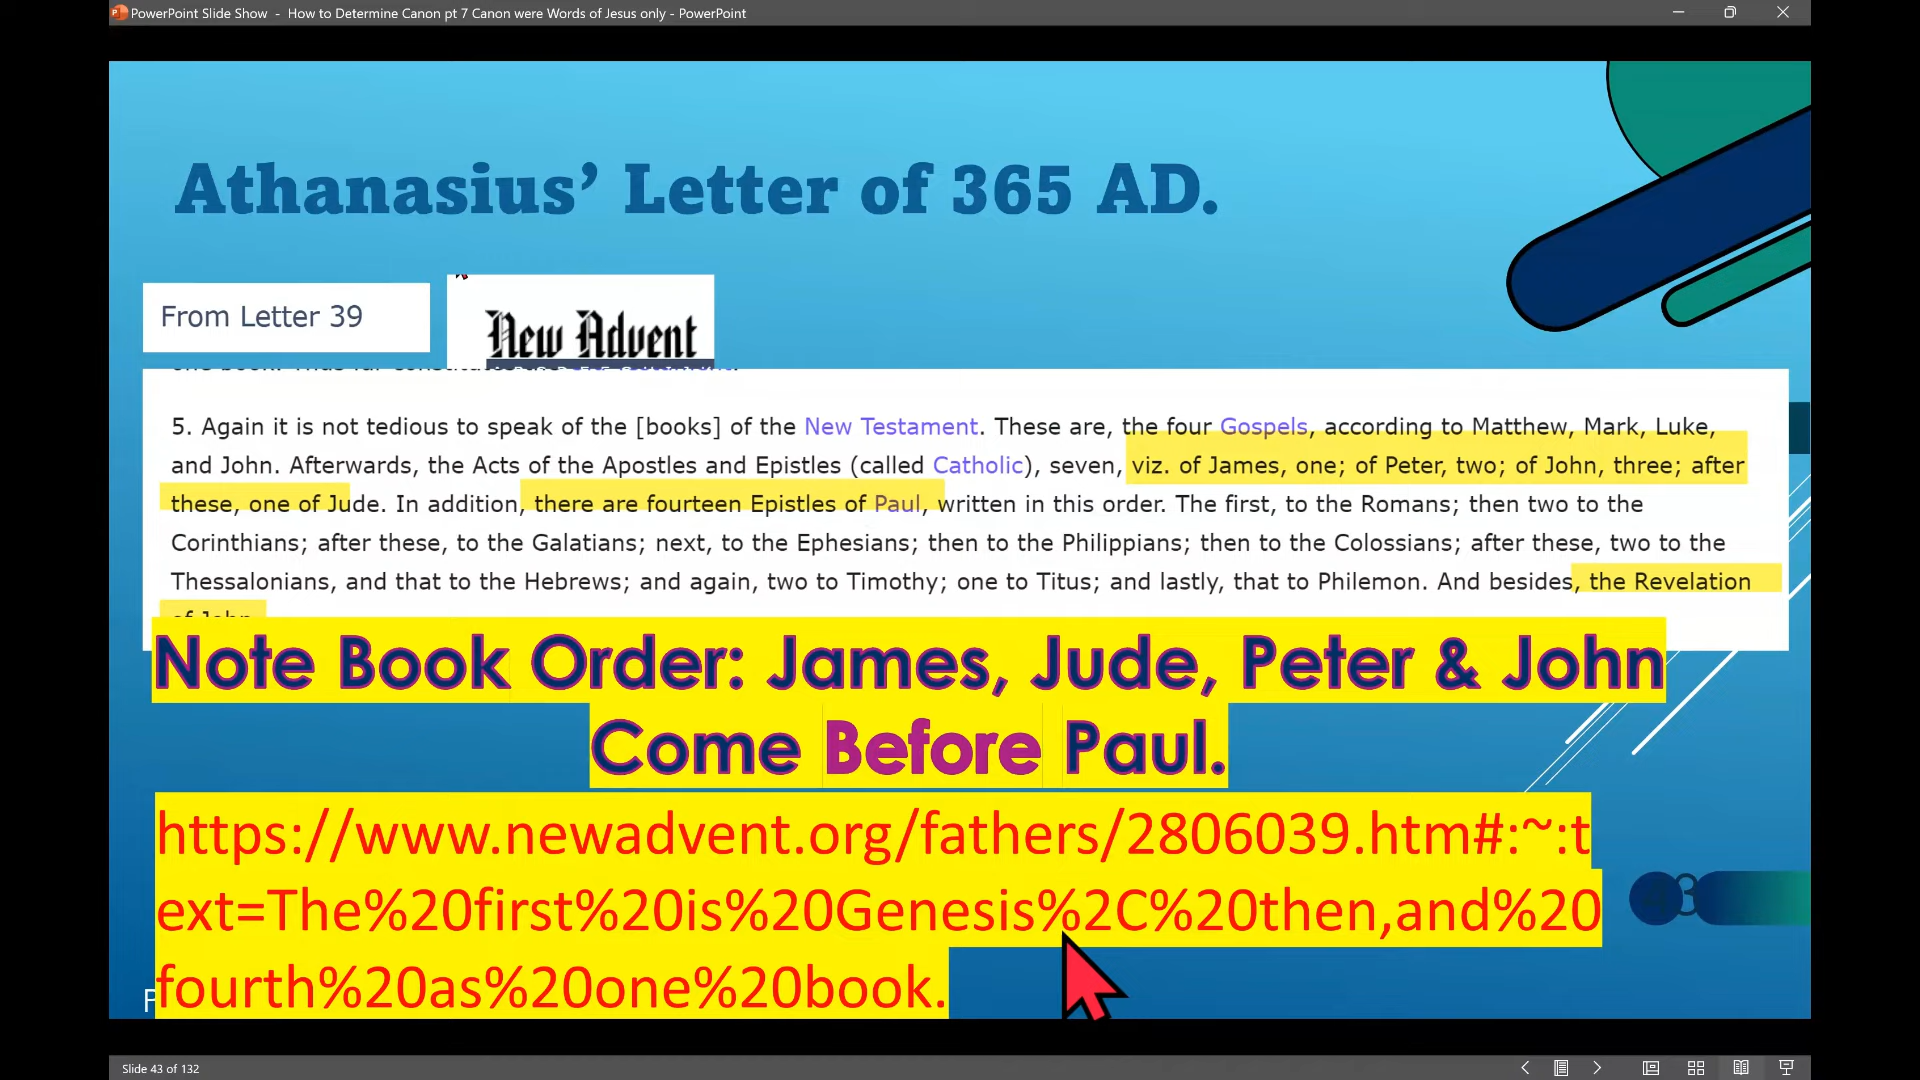 PowerPoint Slide Show - How to Determine Canon pt 7 Canon were Words of Jesus only - PowerPoint
Athanasius’ Letter of 365 AD.
From Letter 39
New Advent
5. Again it is not tedious to speak of the [books] of the New Testament. These are, the four Gospels, according to Matthew, Mark, Luke,
and John. Afterwards, the Acts of the Apostles and Epistles (called Catholic), seven, viz. of James, one; of Peter, two; of John, three; after
these, one of Jude. In addition, there are fourteen Epistles of Paul, written in this order. The first, to the Romans; then two to the
Corinthians; after these, to the Galatians; next, to the Ephesians; then to the Philippians; then to the Colossians; after these, two to the
Thessalonians, and that to the Hebrews; and again, two to Timothy; one to Titus; and lastly, that to Philemon. And besides, the Revelation
of John
Note Book Order: James, Jude, Peter & John
Come Before Paul.
https://www.newadvent.org/fathers/2806039.htm#:~:t
ext=The%20first%20is%20Genesis%2C%20then,and%20
fourth%20as%20one%20book.
43
F
Slide 43 of 132